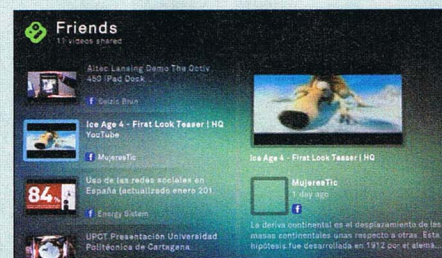 Friends
11 videos shared
Altec Lansing Demo The Octiv
450 iPad Dock...
Ice Age 4 - First Look Teaser | HQ
YouTube
MujeresTic
Uso de las redes sociales en
España (actualizado enero 201
84%
Energy Sistem
UPCT Presentación Universidad
Politécnica de Cartagena
Ice Age 4 - First Look Teaser | HQ
MujeresTic
1 day ago
La deriva continental es el desplazamiento de las
masas continentales unas respecto a otras. Esta
hipótesis fue desarrollada en 1912 por el alemá...